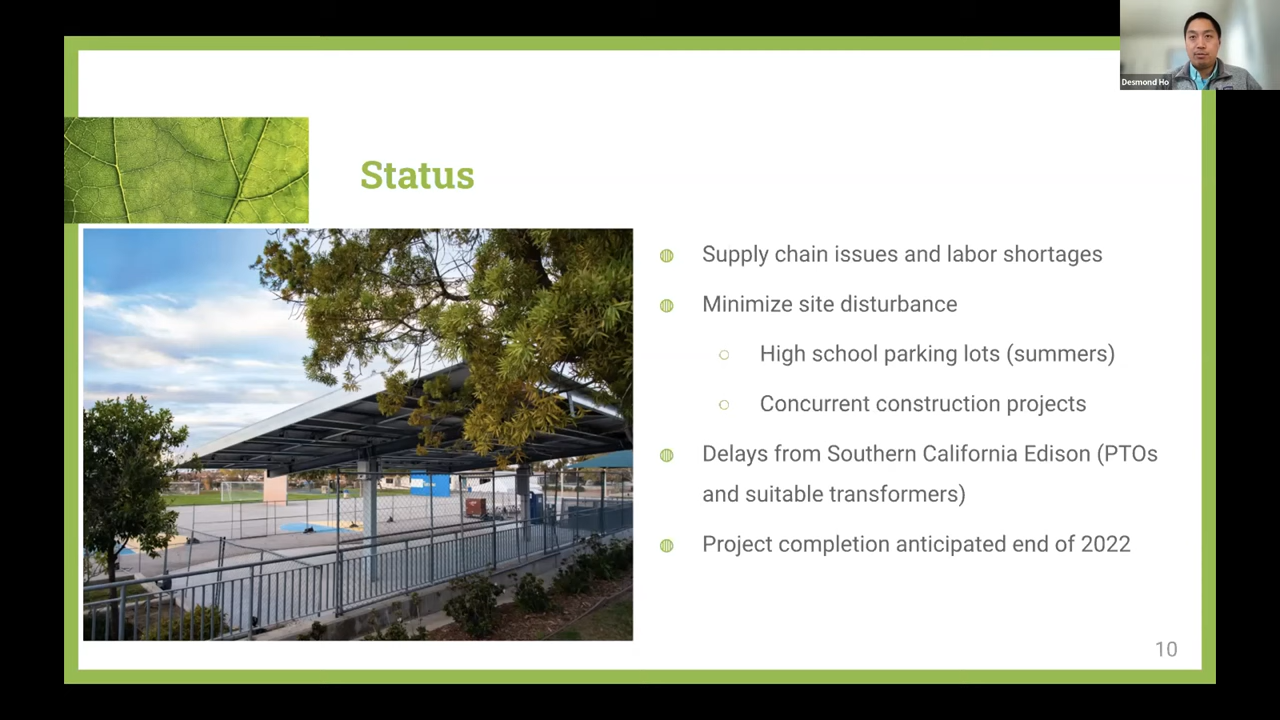 Desmond Ho
Status
Supply chain issues and labor shortages
Minimize site disturbance
High school parking lots (summers)
Concurrent construction projects
Delays from Southern California Edison (PTOs
and suitable transformers)
Project completion anticipated end of 2022
10